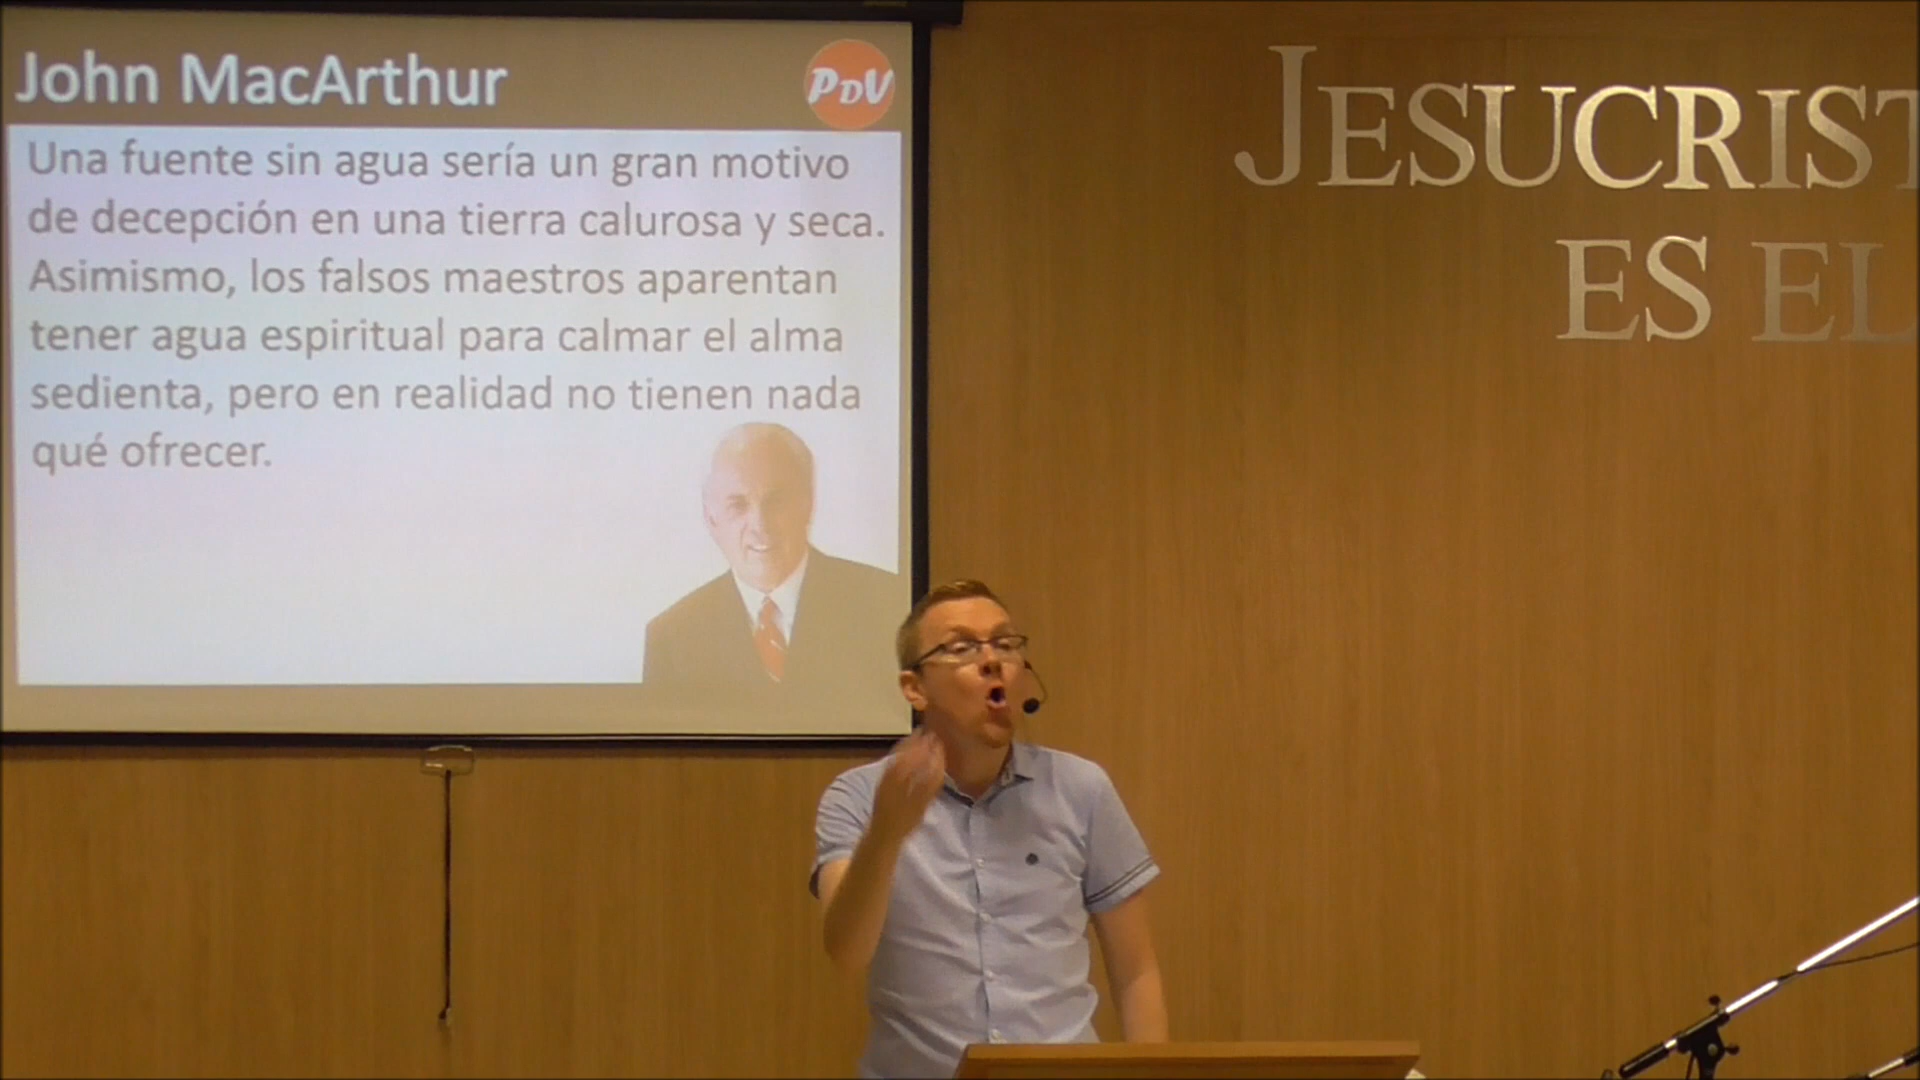 John MacArthur
PDV
Una fuente sin agua sería un gran motivo
de decepción en una tierra calurosa y seca.
Asimismo, los falsos maestros aparentan
tener agua espiritual para calmar el alma
sedienta, pero en realidad no tienen nada
qué ofrecer.
JESUCRIST
ES EL